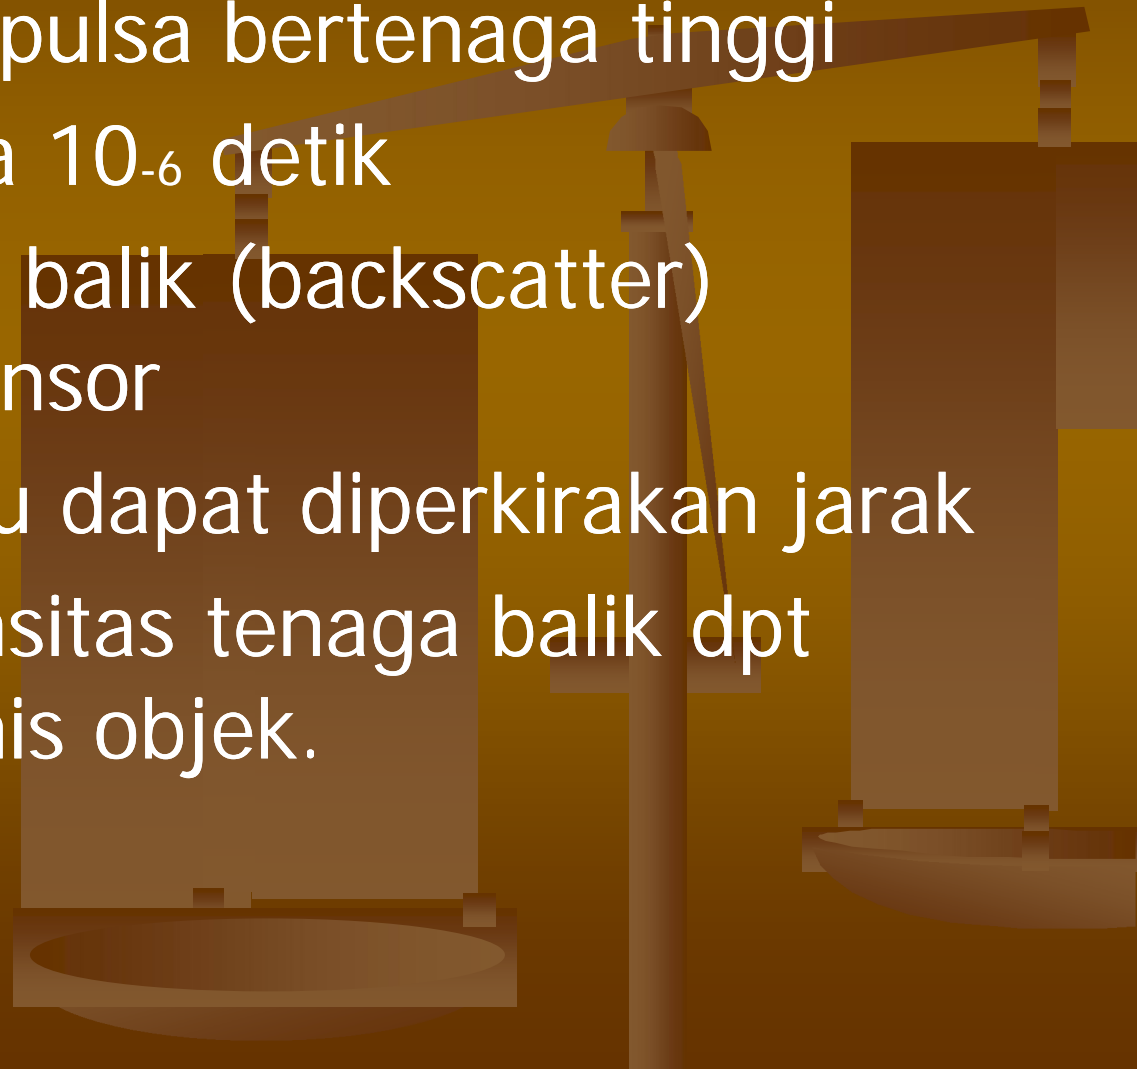 pulsa bertenaga tinggi
a 10-6 detik
balik (backscatter)
nsor
u dapat diperkirakan jarak
sitas tenaga balik dpt
is objek.